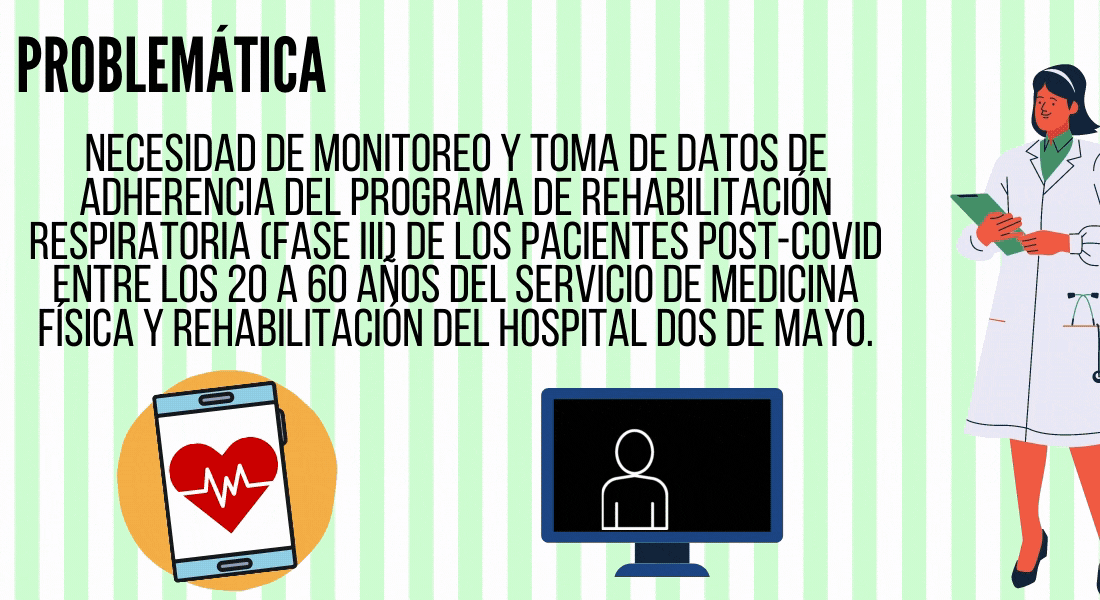 PROBLEMÁTICA
NECESIDAD DE MONITOREO Y TOMA DE DATOS DE
ADHERENCIA DEL PROGRAMA DE REHABILITACIÓN
RESPIRATORIA (FASE III) DE LOS PACIENTES POST-COVID
ENTRE LOS 20 A 60 AÑOS DEL SERVICIO DE MEDICINA
FÍSICA Y REHABILITACIÓN DEL HOSPITAL DOS DE MAYO.